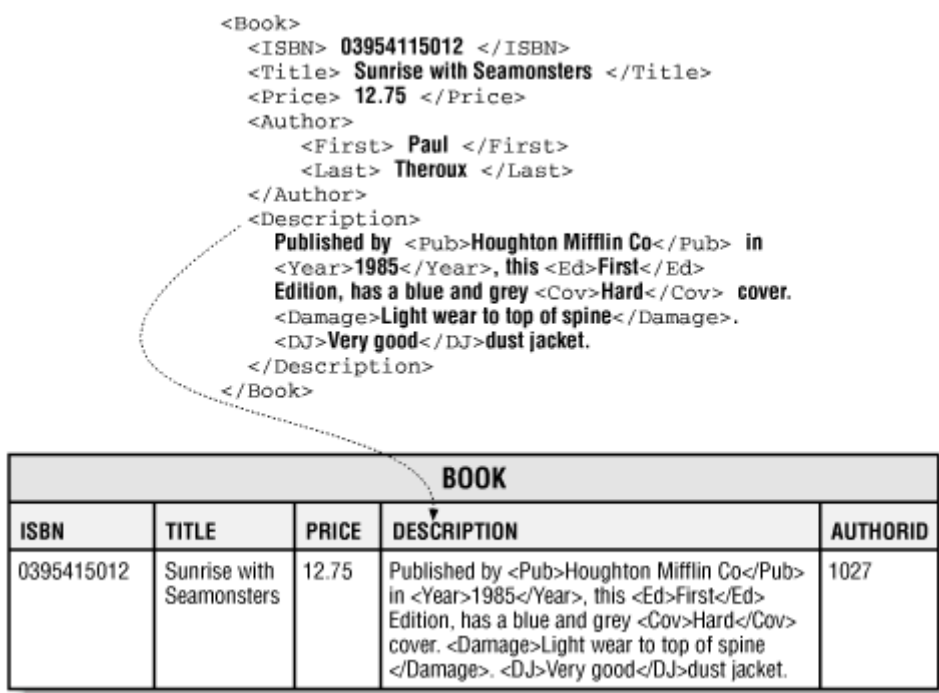 <Book>
<ISBN> 03954115012 </ISBN>
<Title> Sunrise with Seamonsters </Title>
<Price> 12.75 </Price>
<Author>
<First> Paul </First>
<Last> Theroux </Last>
</Author>
<Description>
Published by <Pub>Houghton Mifflin Co</Pub> in
<Year>1985</Year>, this <Ed>First</Ed>
Edition, has a blue and grey <Cov>Hard</Cov> cover.
<Damage>Light wear to top of spine</Damage>.
<DJ>Very good</DJ>dust jacket.
</Description>
</Book>
BOOK
ISBN TITLE PRICE DESCRIPTION AUTHORID
0395415012 Sunrise with 12.75 Published by <Pub>Houghton Mifflin Co</Pub> 1027
Seamonsters in <Year>1985</Year>, this <Ed>First</Ed>
Edition, has a blue and grey <Cov>Hard</Cov>
cover. <Damage>Light wear to top of spine
</Damage>. <DJ>Very good</DJ>dust jacket.